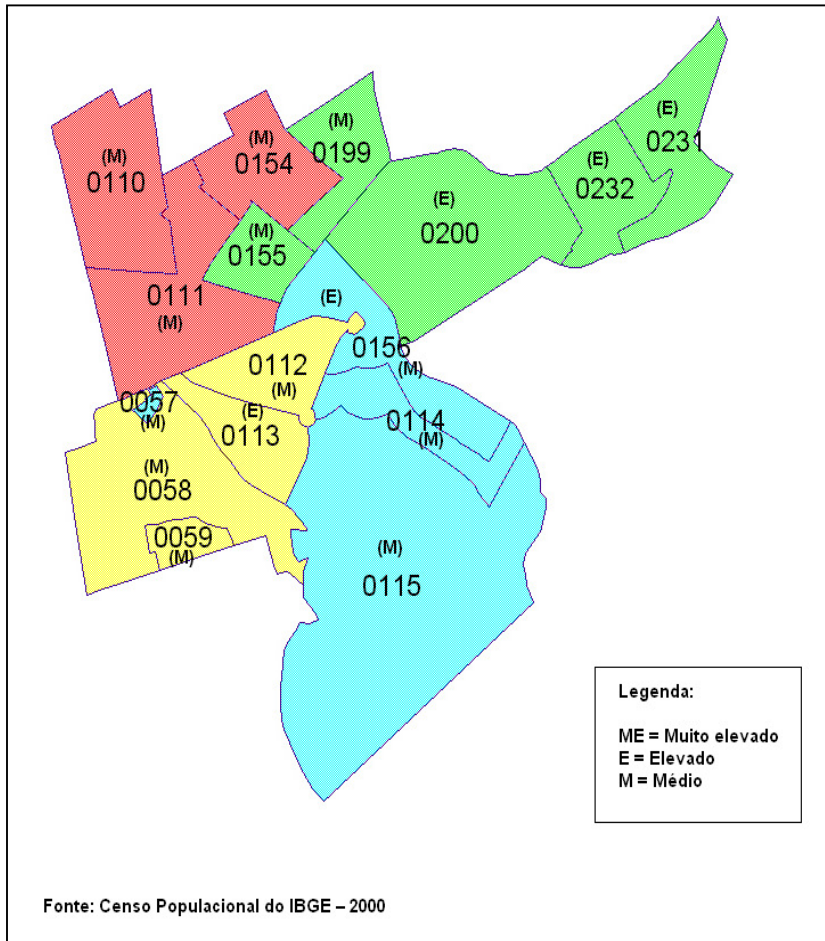 (E)
0231
(M)
0199
(M)
0154
(M)
0110
(E)
0232
(E)
0200
(M)
0155
0111
(M)
(E)
0156
(M)
0112
(M)
0057
(M)
(E)
0113
0114
(M)
(M)
0058
0059
(M)
(M)
0115
Legenda:
ME = Muito elevado
E = Elevado
M = Médio
Fonte: Censo Populacional do IBGE – 2000